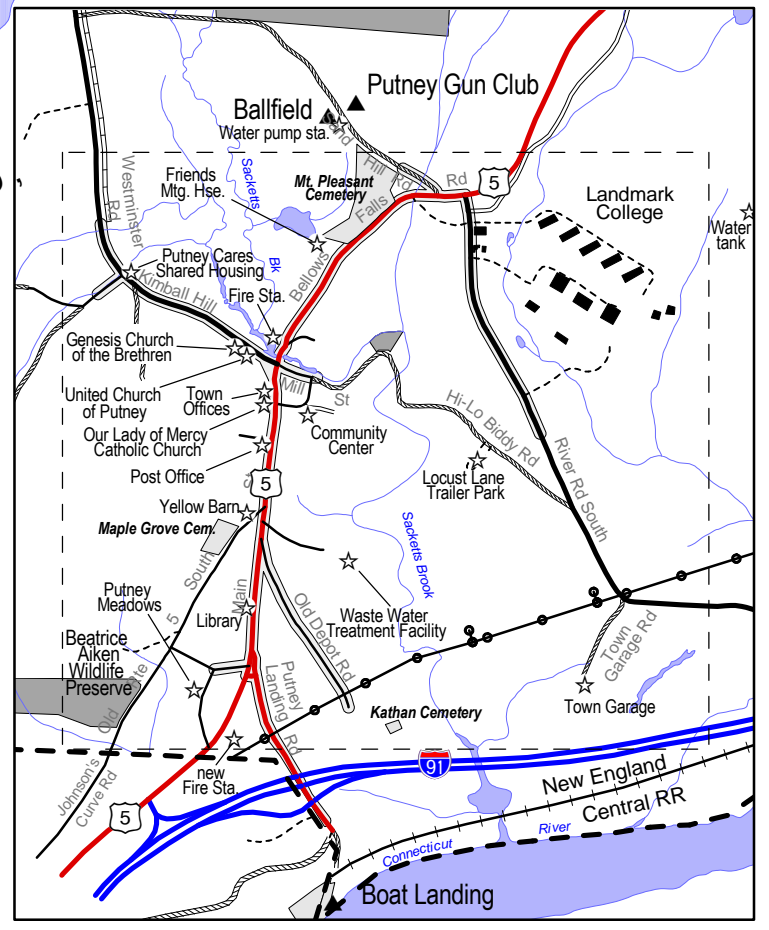 Putney Gun Club
Ballfield
Water pump sta.
Sand
Hill Rd
Rd
5
Friends
Mtg. Hse.
Sacketts
Bk
Mt. Pleasant
Cemetery
Falls
Bellows
Landmark
College
Water
tank
Westminster
Rd
Putney Cares
Shared Housing
Kimball Hill
Fire Sta.
Genesis Church
of the Brethren
United Church
of Putney
Town
Offices
Mill
St
Our Lady of Mercy
Catholic Church
Community
Center
Hi-Lo Biddy Rd
Post Office
Locust Lane
Trailer Park
River Rd South
5
St
Yellow Barn
Maple Grove Cem.
Sacketts Brook
Putney
Meadows
South
5
Main
Library
Old Depot Rd
Waste Water
Treatment Facility
Beatrice
Aiken
Wildlife
Preserve
Old
Putney
Landing
Rd
Town
Garage Rd
Town Garage
Kathan Cemetery
new
Fire Sta.
Johnson's
Curve Rd
5
91
New England
Central RR
Connecticut
River
Boat Landing